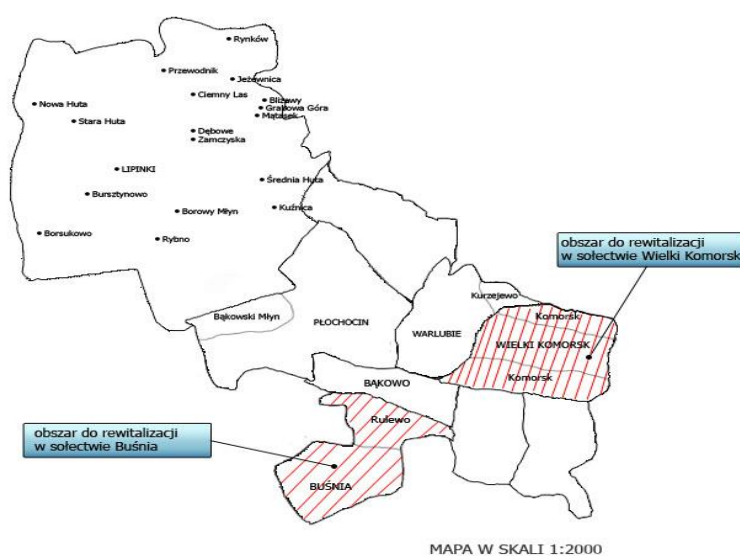 Rynków
Przewodnik
Jeżewnica
Ciemny Las
Bliżawy
Nowa Huta
Grabowa Góra
Mątasek
Stara Huta
Dębowe
Zamczyska
LIPINKI
Średnia Huta
Bursztynowo
Borowy Młyn
Kuźnica
Borsukowo
Rybno
obszar do rewitalizacji
w sołectwie Wielki Komorsk
Kurzejewo
Bąkowski Młyn
Komorsk
PŁOCHOCIN
WARLUBIE
WIELKI KOMORSK
Komorsk
BĄKOWO
Rulewo
obszar do rewitalizacji
w sołectwie Buśnia
BUŚNIA
MAPA W SKALI 1:2000